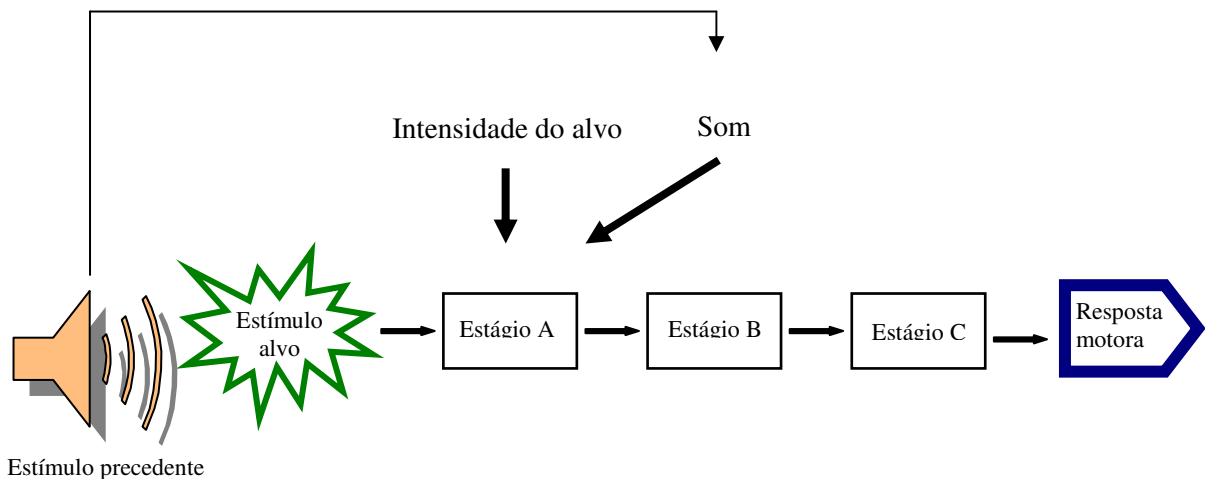 Intensidade do alvo
Som
Estímulo
alvo
Estágio A
Estágio B
Estágio C
Resposta
motora
Estímulo precedente